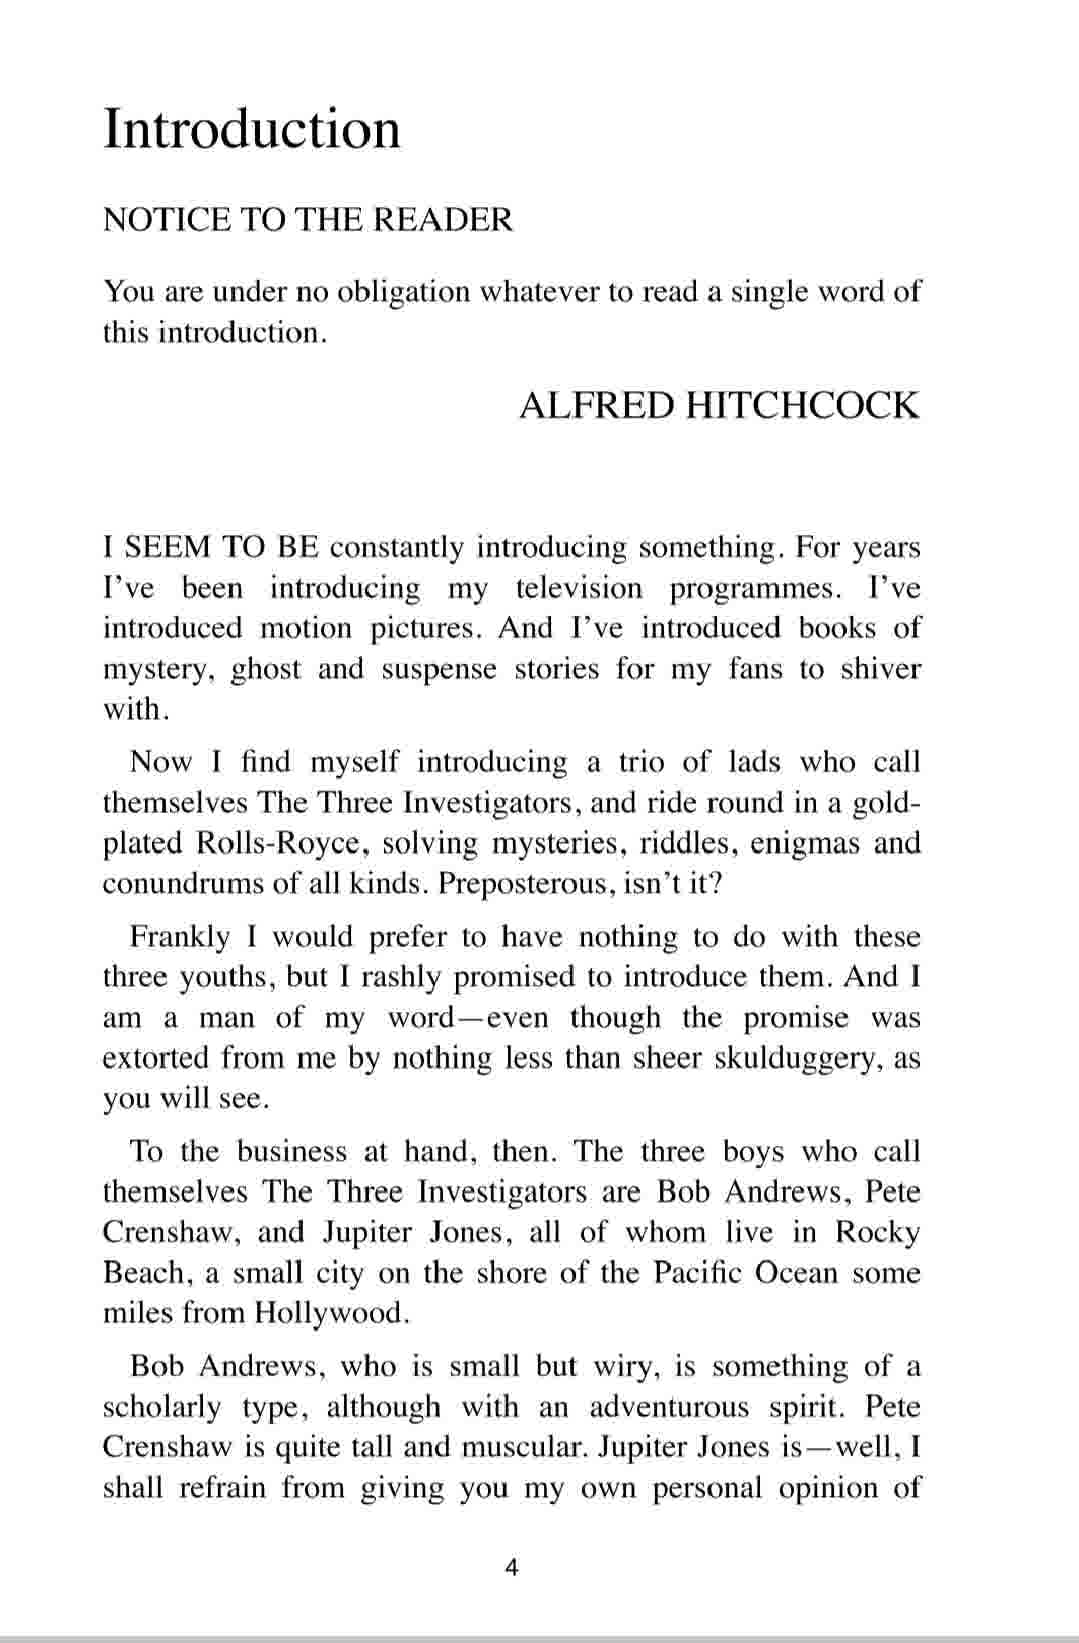 Introduction
NOTICE TO THE READER
You are under no obligation whatever to read a single word of
this introduction.
ALFRED HITCHCOCK
I SEEM TO BE constantly introducing something. For years
I’ve been introducing my television programmes. I’ve
introduced motion pictures. And I’ve introduced books of
mystery, ghost and suspense stories for my fans to shiver
with.
Now I find myself introducing a trio of lads who call
themselves The Three Investigators, and ride round in a gold-
plated Rolls-Royce, solving mysteries, riddles, enigmas and
conundrums of all kinds. Preposterous, isn’t it?
Frankly I would prefer to have nothing to do with these
three youths, but I rashly promised to introduce them. And I
am a man of my word—even though the promise was
extorted from me by nothing less than sheer skulduggery, as
you will see.
To the business at hand, then. The three boys who call
themselves The Three Investigators are Bob Andrews, Pete
Crenshaw, and Jupiter Jones, all of whom live in Rocky
Beach, a small city on the shore of the Pacific Ocean some
miles from Hollywood.
Bob Andrews, who is small but wiry, is something of a
scholarly type, although with an adventurous spirit. Pete
Crenshaw is quite tall and muscular. Jupiter Jones is—well, I
shall refrain from giving you my own personal opinion of
4